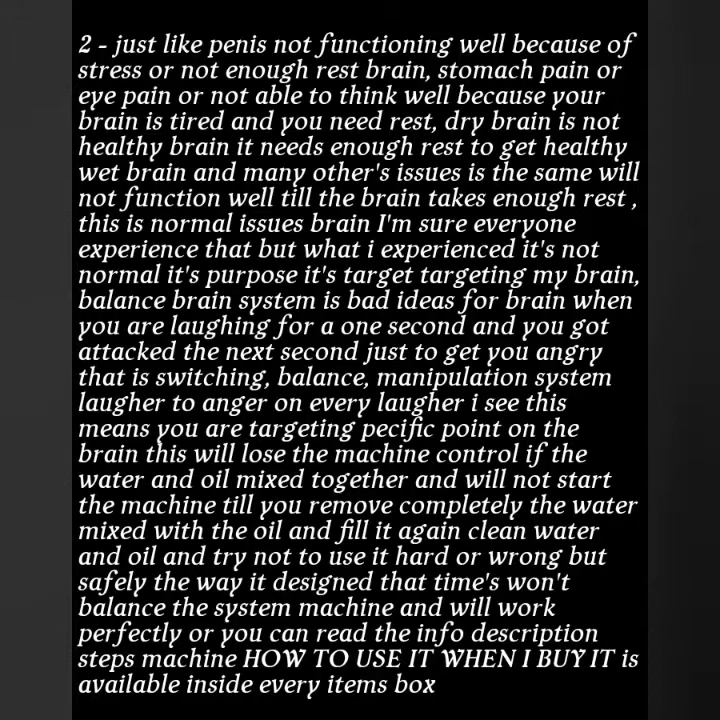 2 - just like penis not functioning well because of
stress or not enough rest brain, stomach pain or
eye pain or not able to think well because your
brain is tired and you need rest, dry brain is not
healthy brain it needs enough rest to get healthy
wet brain and many other's issues is the same will
not function well till the brain takes enough rest ,
this is normal issues brain I'm sure everyone
experience that but what i experienced it's not
normal it's purpose it's target targeting my brain,
balance brain system is bad ideas for brain when
you are laughing for a one second and you got
attacked the next second just to get you angry
that is switching, balance, manipulation system
laugher to anger on every laugher i see this
means you are targeting pecific point on the
brain this will lose the machine control if the
water and oil mixed together and will not start
the machine till you remove completely the water
mixed with the oil and fill it again clean water
and oil and try not to use it hard or wrong but
safely the way it designed that time's won't
balance the system machine and will work
perfectly or you can read the info description
steps machine HOW TO USE IT WHEN I BUY IT is
available inside every items box